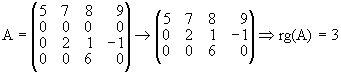 A = (5 7 8 9 → (5 7 8 9 ⇒ rg(A) = 3
0 0 0 0 0 2 1 −1
0 2 1 −1 0 0 6 0)
0 0 6 0)